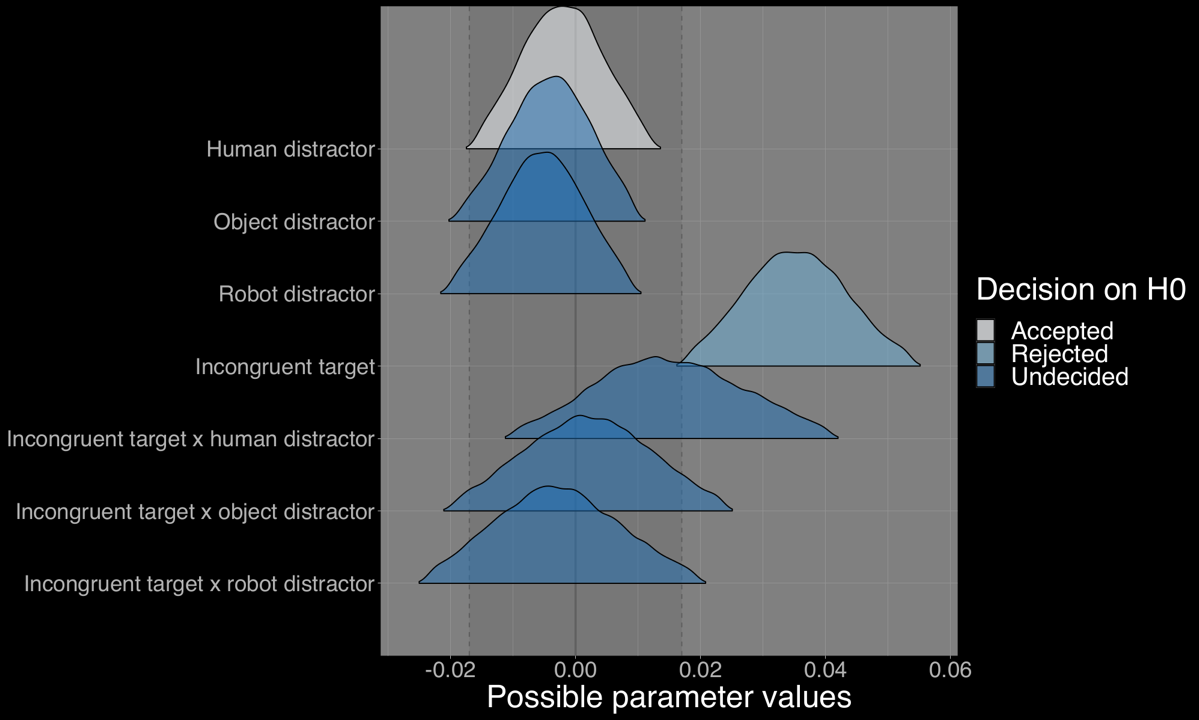 Human distractor
Object distractor
Robot distractor
Incongruent target
Incongruent target x human distractor
Incongruent target x object distractor
Incongruent target x robot distractor
-0.02 0.00 0.02 0.04 0.06
Possible parameter values
Decision on H0
Accepted
Rejected
Undecided